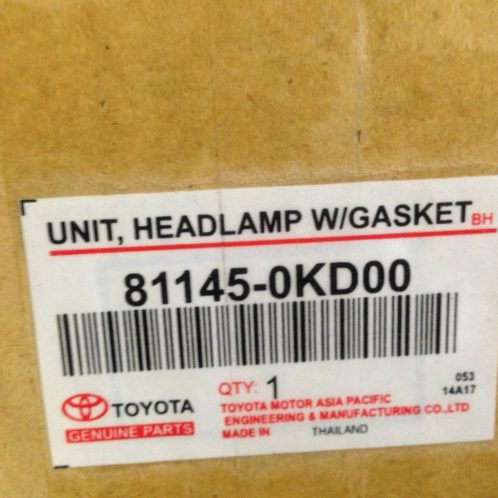 UNIT, HEADLAMP W/GASKET BH
81145-0KD00
QTY: 1
053
14A17
TOYOTA
GENUINE PARTS
TOYOTA MOTOR ASIA PACIFIC
ENGINEERING & MANUFACTURING CO.,LTD
MADE IN THAILAND